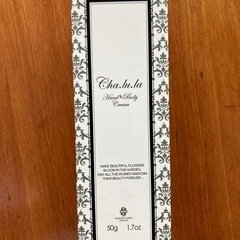 Cha.lu.la
Hand & Body
Cream
MAKE BEAUTIFUL FLOWERS
BLOOM IN THE GARDEN.
MAY ALL THE WOMEN MAINTAIN
THEIR BEAUTY FOREVER...
50g 1.7oz